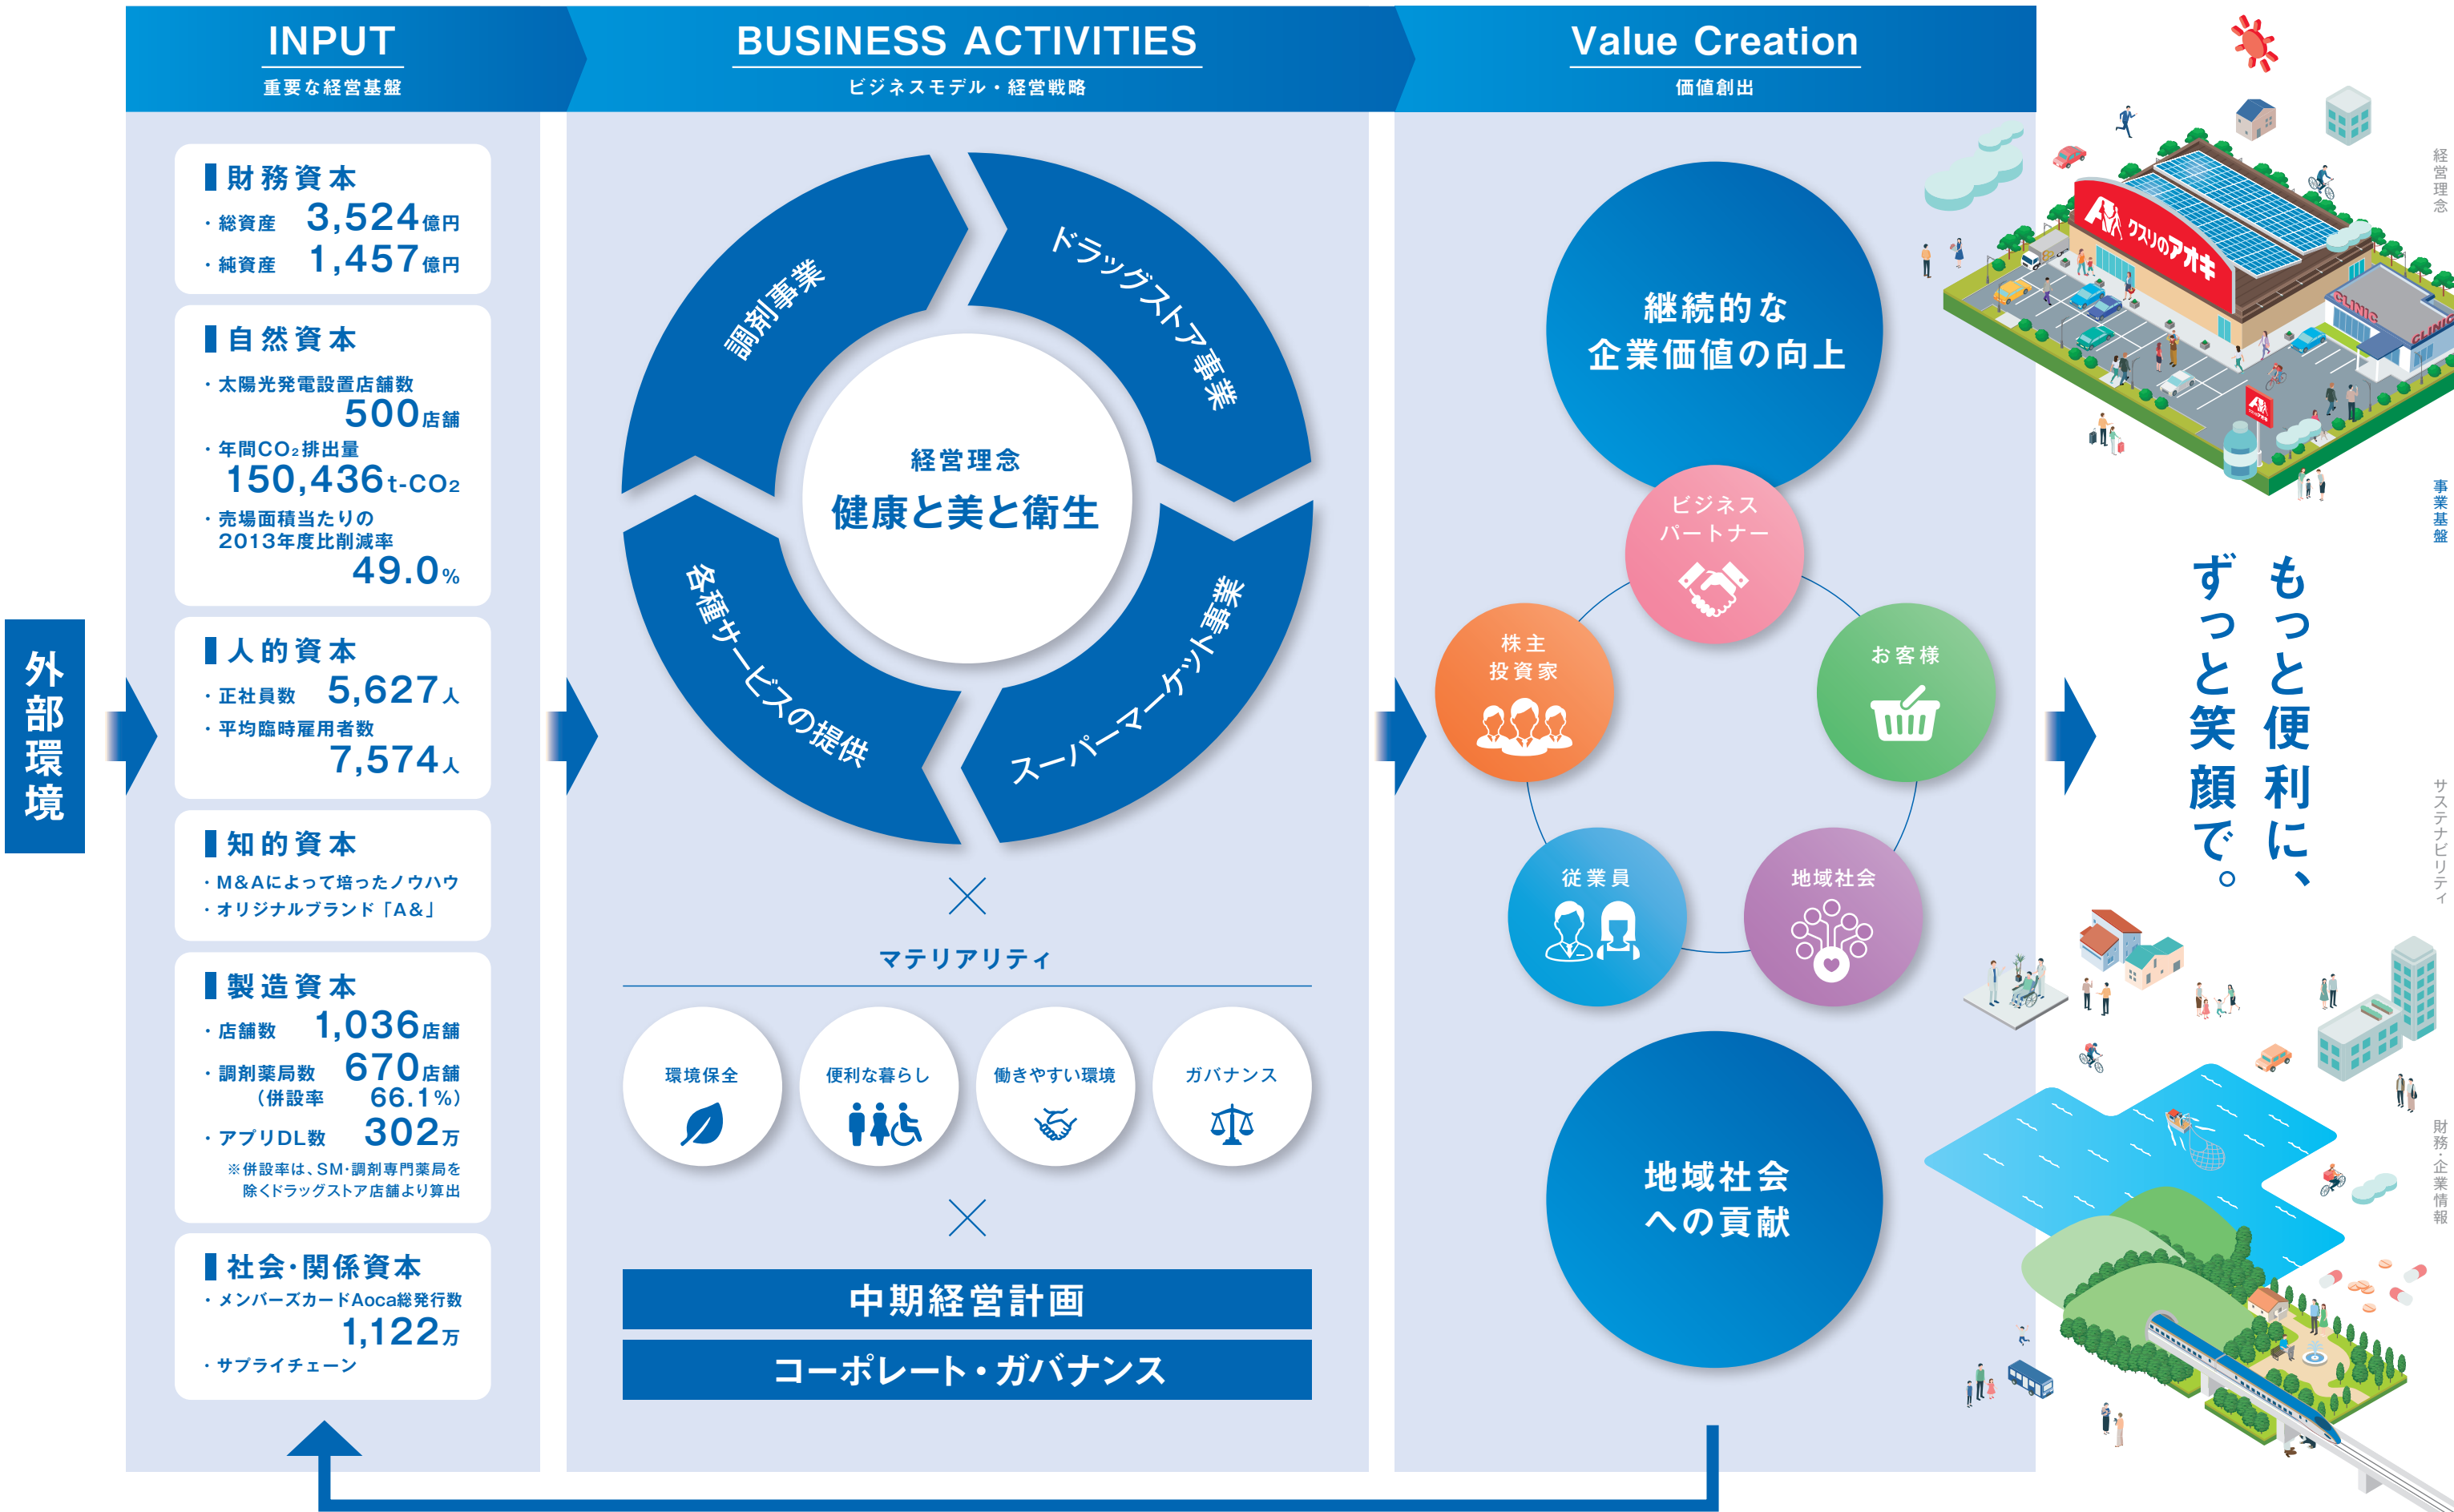 外部環境
INPUT
重要な経営基盤
財務資本
・総資産 3,524億円
・純資産 1,457億円
自然資本
・太陽光発電設置店舗数
500店舗
・年間CO₂排出量
150,436t-CO₂
・売場面積当たりの
2013年度比削減率
49.0%
人的資本
・正社員数 5,627人
・平均臨時雇用者数
7,574人
知的資本
・M&Aによって培ったノウハウ
・オリジナルブランド「A&」
製造資本
・店舗数 1,036店舗
・調剤薬局数 670店舗
（併設率 66.1%）
・アプリDL数 302万
※併設率は、SM・調剤専門薬局を
除くドラッグストア店舗より算出
社会・関係資本
・メンバーズカードAoca総発行数
1,122万
・サプライチェーン
BUSINESS ACTIVITIES
ビジネスモデル・経営戦略
調剤事業
ドラッグストア事業
スーパーマーケット事業
各種サービスの提供
経営理念
健康と美と衛生
×
マテリアリティ
環境保全
便利な暮らし
働きやすい環境
ガバナンス
×
中期経営計画
コーポレート・ガバナンス
Value Creation
価値創出
継続的な
企業価値の向上
ビジネス
パートナー
株主
投資家
お客様
従業員
地域社会
地域社会
への貢献
クスリのアオキ
CLINIC
CLINIC
もっと便利に、
ずっと笑顔で。
経営理念
事業基盤
サステナビリティ
財務・企業情報